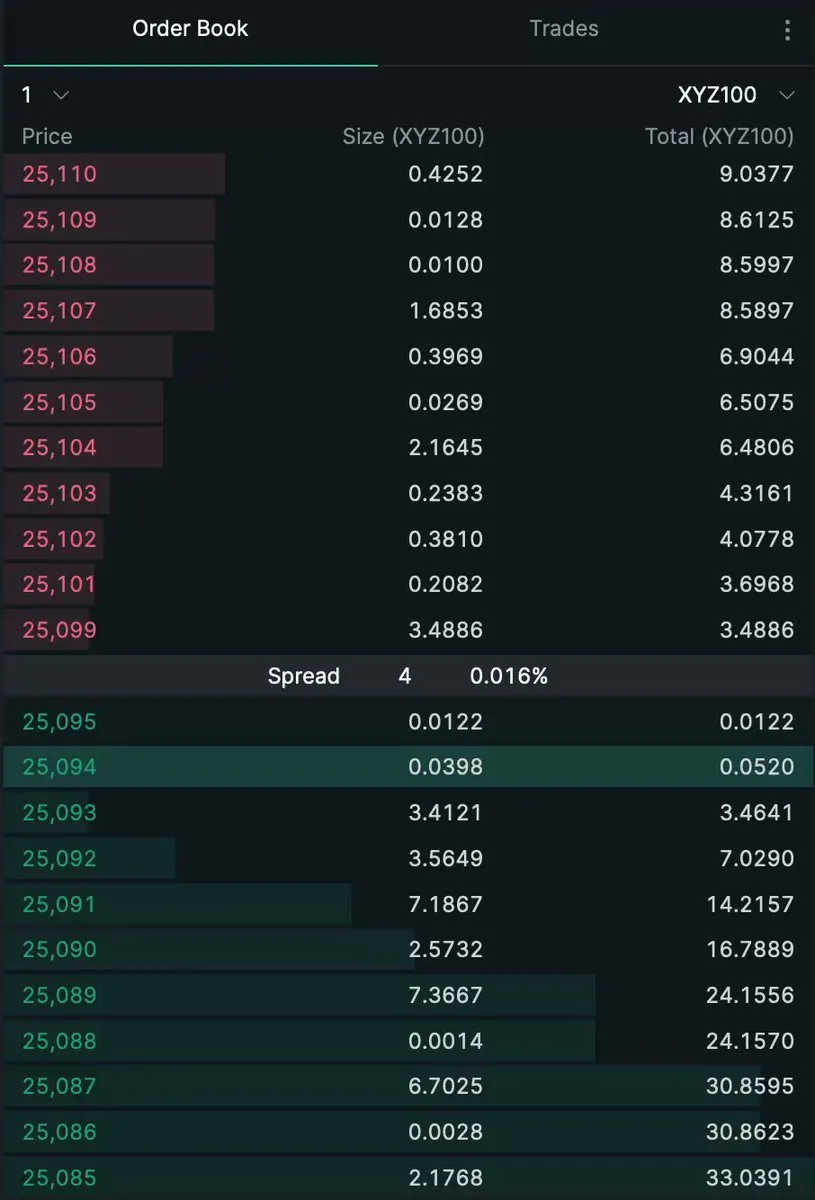 Order Book Trades
1 XYZ100
Price Size (XYZ100) Total (XYZ100)
25,110 0.4252 9.0377
25,109 0.0128 8.6125
25,108 0.0100 8.5997
25,107 1.6853 8.5897
25,106 0.3969 6.9044
25,105 0.0269 6.5075
25,104 2.1645 6.4806
25,103 0.2383 4.3161
25,102 0.3810 4.0778
25,101 0.2082 3.6968
25,099 3.4886 3.4886
Spread 4 0.016%
25,095 0.0122 0.0122
25,094 0.0398 0.0520
25,093 3.4121 3.4641
25,092 3.5649 7.0290
25,091 7.1867 14.2157
25,090 2.5732 16.7889
25,089 7.3667 24.1556
25,088 0.0014 24.1570
25,087 6.7025 30.8595
25,086 0.0028 30.8623
25,085 2.1768 33.0391